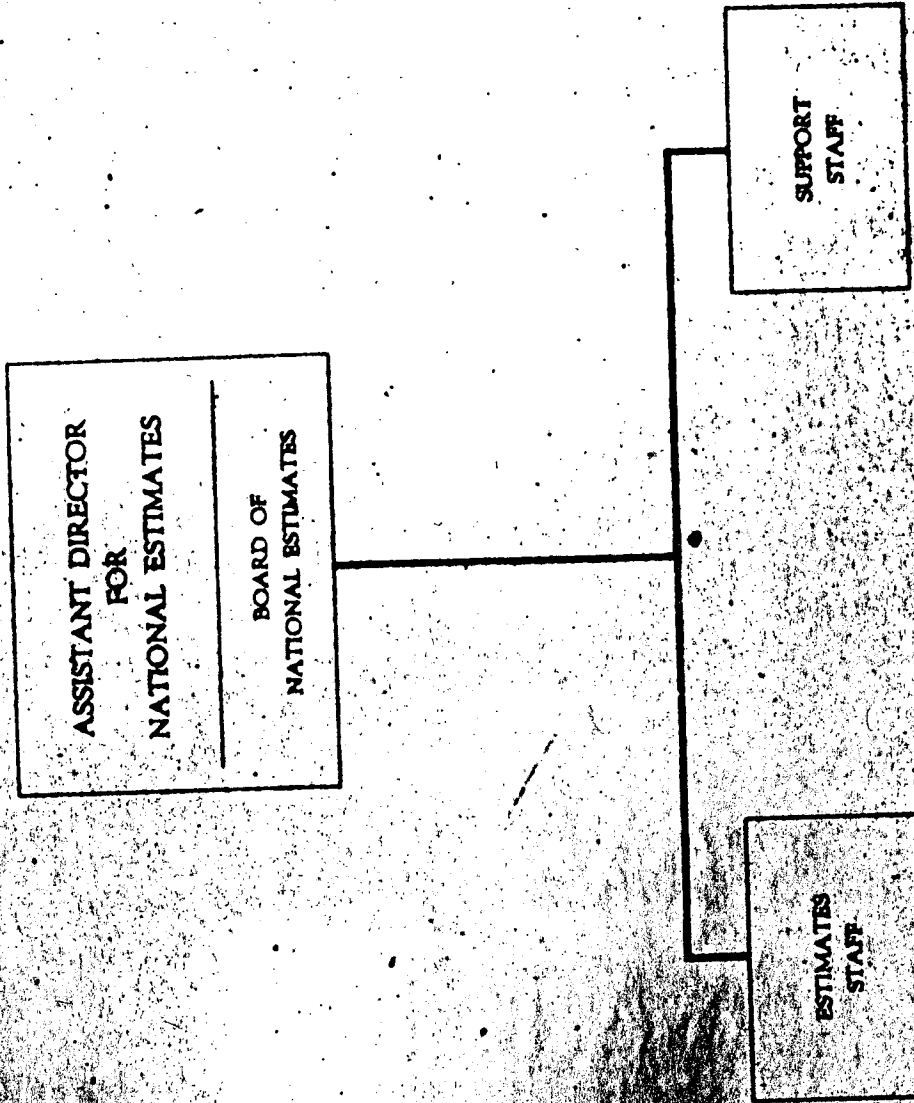 ASSISTANT DIRECTOR
FOR
NATIONAL ESTIMATES
BOARD OF
NATIONAL ESTIMATES
ESTIMATES
STAFF
SUPPORT
STAFF